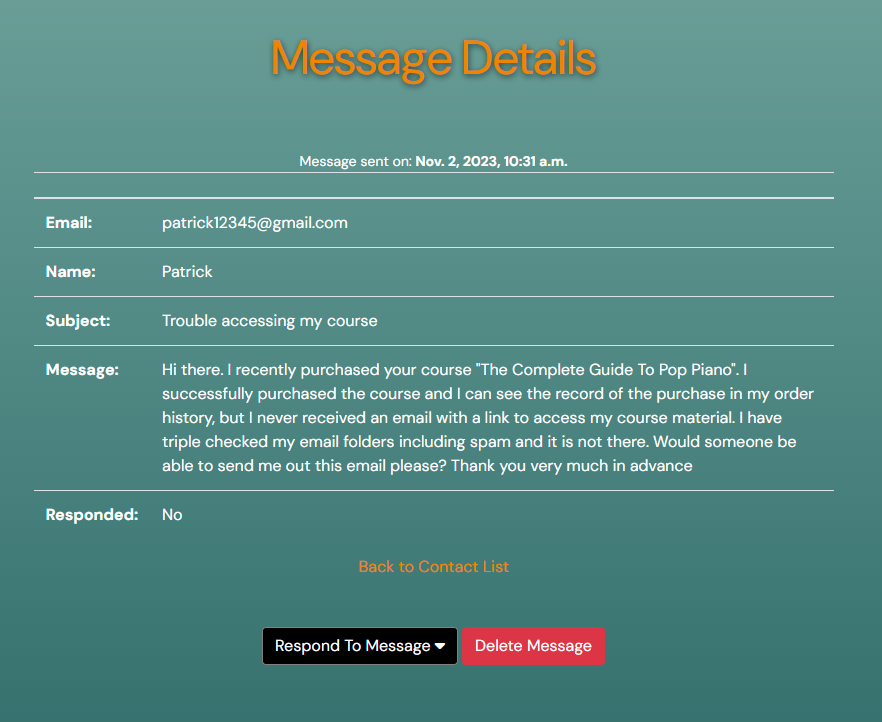 Message Details
Message sent on: Nov. 2, 2023, 10:31 a.m.
Email: patrick12345@gmail.com
Name: Patrick
Subject: Trouble accessing my course
Message: Hi there. I recently purchased your course "The Complete Guide To Pop Piano". I
successfully purchased the course and I can see the record of the purchase in my order
history, but I never received an email with a link to access my course material. I have
triple checked my email folders including spam and it is not there. Would someone be
able to send me out this email please? Thank you very much in advance
Responded: No
Back to Contact List
Respond To Message Delete Message